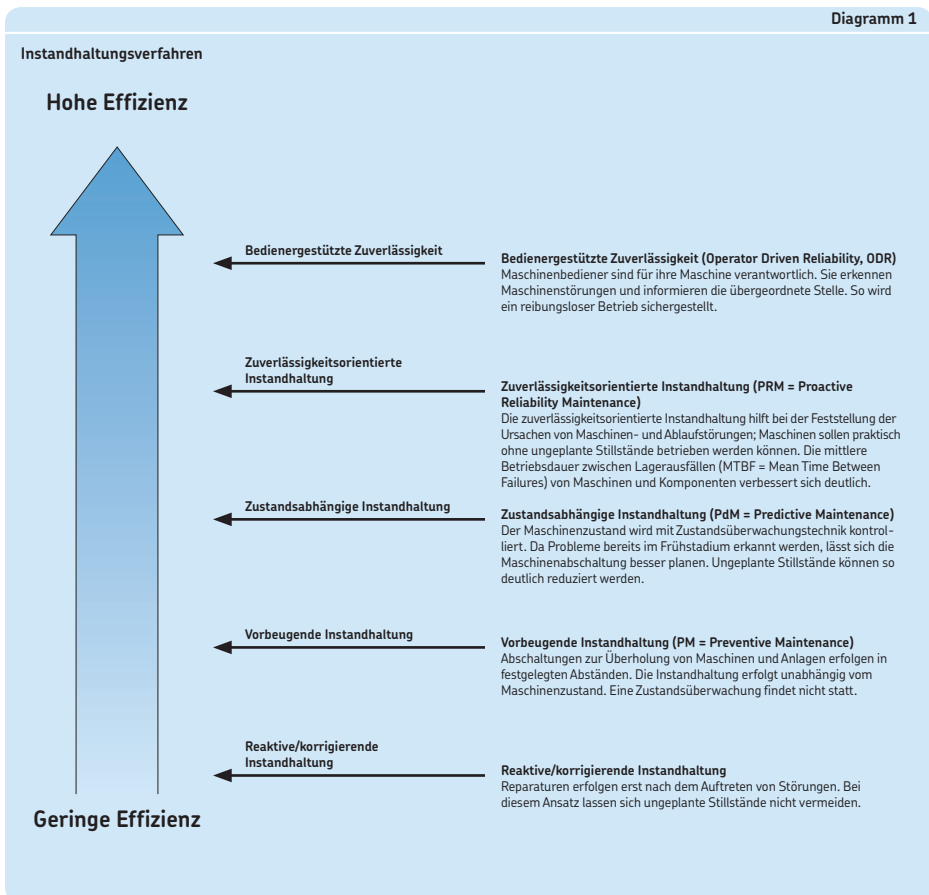 Diagramm 1
Instandhaltungsverfahren
Hohe Effizienz
Bedienergestützte Zuverlässigkeit
Bedienergestützte Zuverlässigkeit (Operator Driven Reliability, ODR)
Maschinenbediener sind für ihre Maschine verantwortlich. Sie erkennen
Maschinenstörungen und informieren die übergeordnete Stelle. So wird
ein reibungsloser Betrieb sichergestellt.
Zuverlässigkeitsorientierte
Instandhaltung
Zuverlässigkeitsorientierte Instandhaltung (PRM = Proactive
Reliability Maintenance)
Die zuverlässigkeitsorientierte Instandhaltung hilft bei der Feststellung der
Ursachen von Maschinen- und Ablaufstörungen; Maschinen sollen praktisch
ohne ungeplante Stillstände betrieben werden können. Die mittlere
Betriebsdauer zwischen Lagerausfällen (MTBF = Mean Time Between
Failures) von Maschinen und Komponenten verbessert sich deutlich.
Zustandsabhängige Instandhaltung
Zustandsabhängige Instandhaltung (PdM = Predictive Maintenance)
Der Maschinenzustand wird mit Zustandsüberwachungstechnik kontrol-
liert. Da Probleme bereits im Frühstadium erkannt werden, lässt sich die
Maschinenabschaltung besser planen. Ungeplante Stillstände können so
deutlich reduziert werden.
Vorbeugende Instandhaltung
Vorbeugende Instandhaltung (PM = Preventive Maintenance)
Abschaltungen zur Überholung von Maschinen und Anlagen erfolgen in
festgelegten Abständen. Die Instandhaltung erfolgt unabhängig vom
Maschinenzustand. Eine Zustandsüberwachung findet nicht statt.
Reaktive/korrigierende
Instandhaltung
Reaktive/korrigierende Instandhaltung
Reparaturen erfolgen erst nach dem Auftreten von Störungen. Bei
diesem Ansatz lassen sich ungeplante Stillstände nicht vermeiden.
Geringe Effizienz